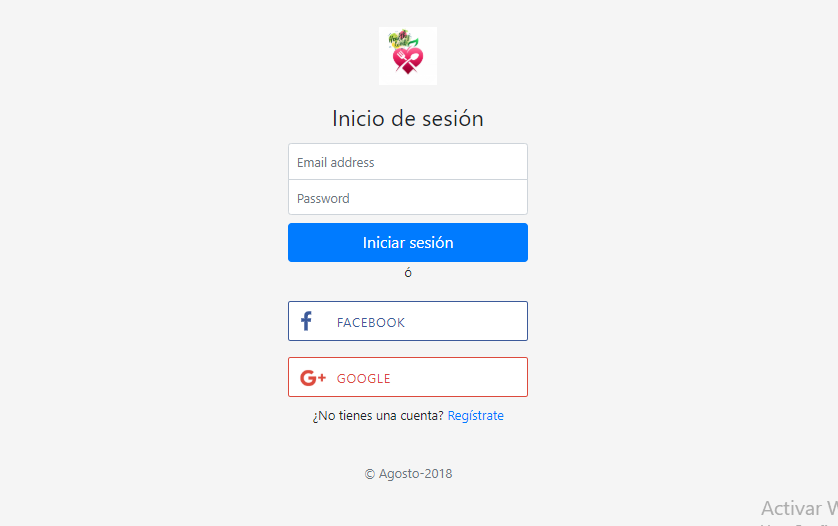 Inicio de sesión
Email address
Password
Iniciar sesión
ó
FACEBOOK
G+ GOOGLE
¿No tienes una cuenta? Regístrate
© Agosto-2018
Activar